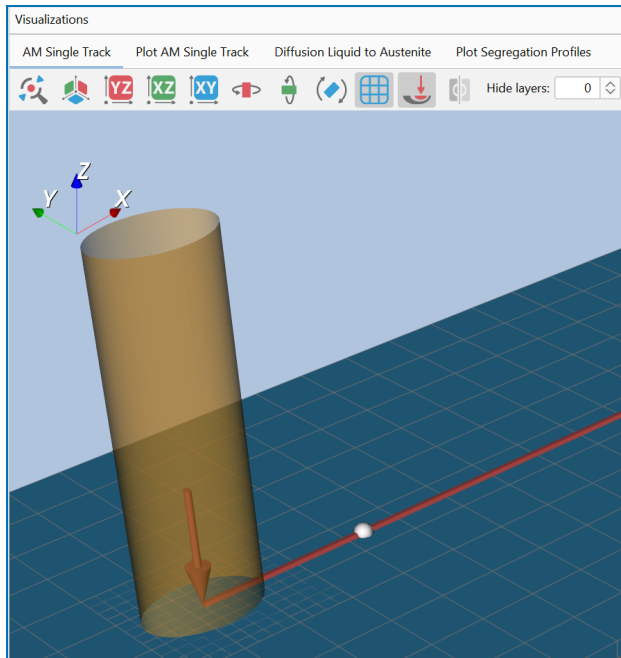 Visualizations
AM Single Track Plot AM Single Track Diffusion Liquid to Austenite Plot Segregation Profiles
YZ XZ XY Hide layers: 0
Z
Y X